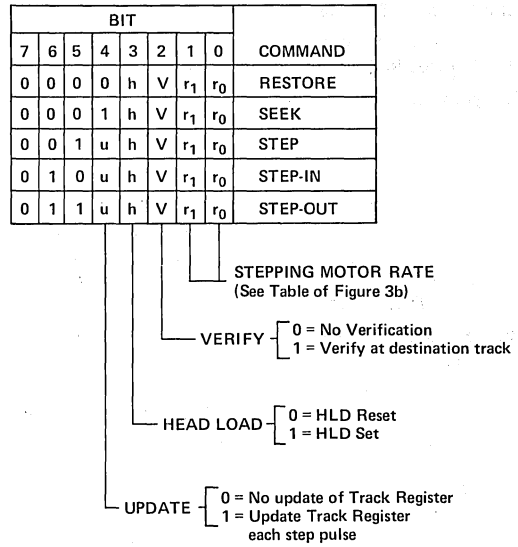 BIT
7 6 5 4 3 2 1 0 COMMAND
0 0 0 0 h V r1 r0 RESTORE
0 0 0 1 h V r1 r0 SEEK
0 0 1 u h V r1 r0 STEP
0 1 0 u h V r1 r0 STEP-IN
0 1 1 u h V r1 r0 STEP-OUT
STEPPING MOTOR RATE
(See Table of Figure 3b)
VERIFY 0 = No Verification
1 = Verify at destination track
HEAD LOAD 0 = HLD Reset
1 = HLD Set
UPDATE 0 = No update of Track Register
1 = Update Track Register
each step pulse